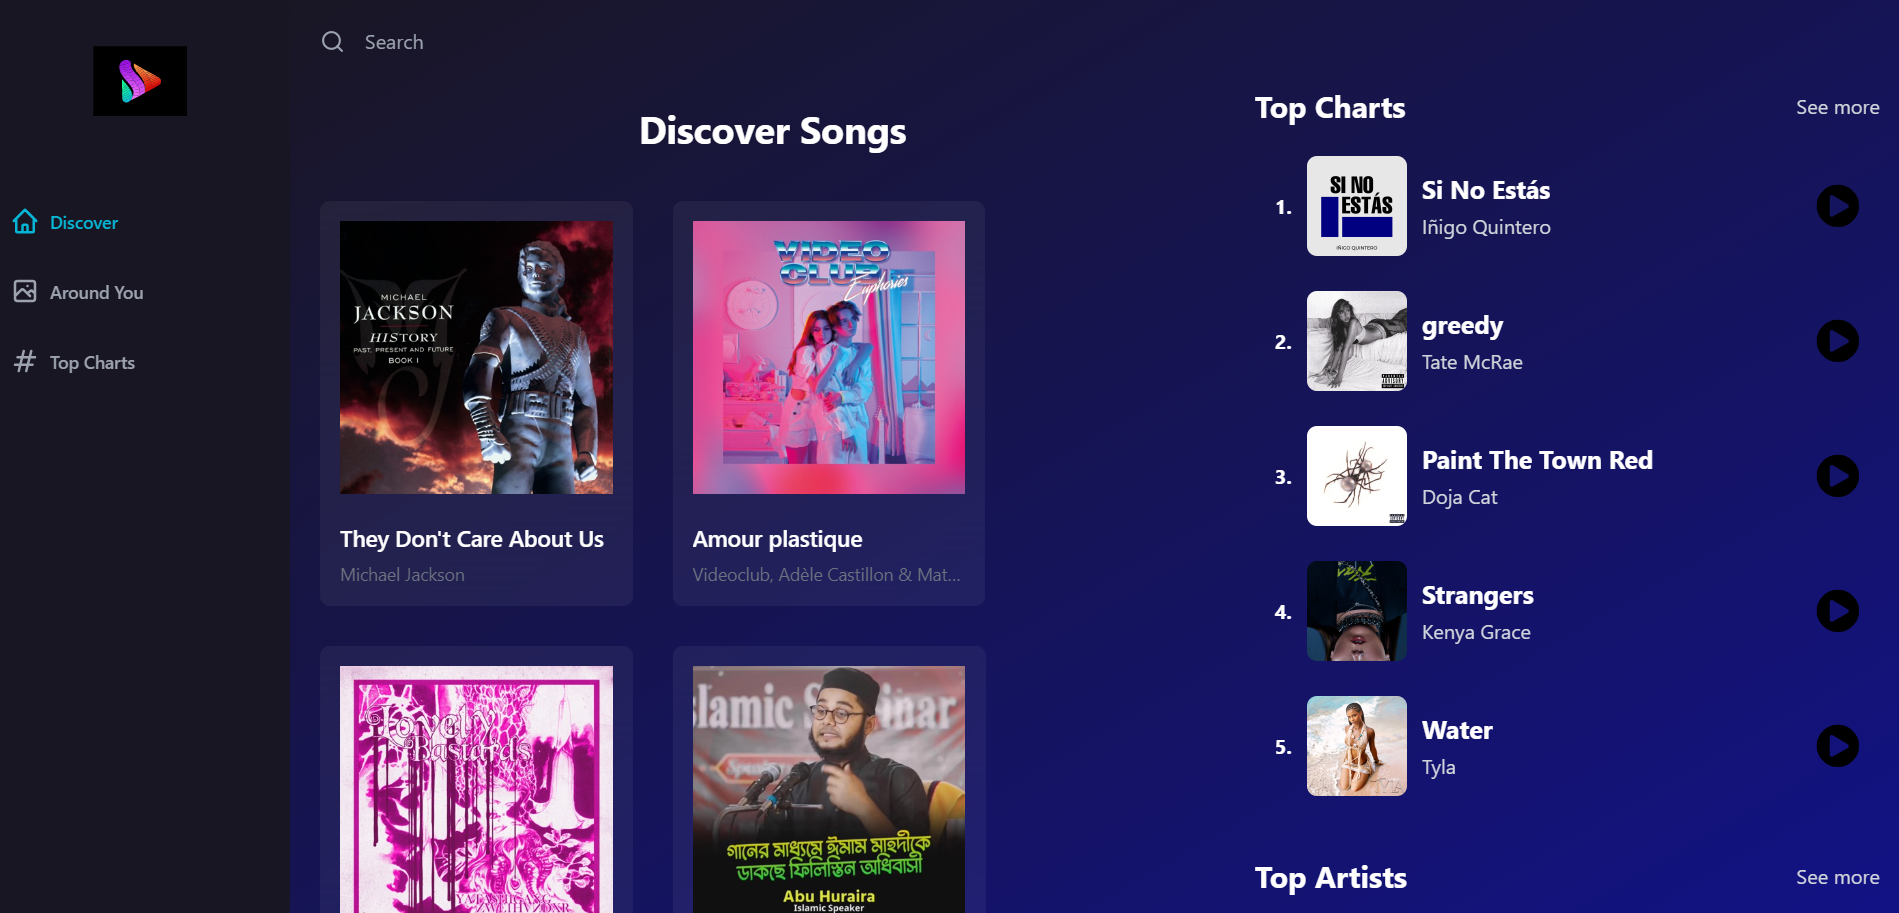 Search
Discover
Around You
Top Charts
Discover Songs
MICHAEL
JACKSON
HISTORY
PAST, PRESENT AND FUTURE
BOOK I
They Don't Care About Us
Michael Jackson
VIDEO
CLUB
Euphories
Amour plastique
Videoclub, Adèle Castillon & Mat...
Lovely
Bastards
Islamic Seminar
গানের মাধ্যমে ঈমাম মাহদীকে
ডাকছে ফিলিস্তিন অধিবাসী
Abu Huraira
Islamic Speaker
Top Charts
See more
1.
SI NO
ESTÁS
IÑIGO QUINTERO
Si No Estás
Iñigo Quintero
2.
greedy
Tate McRae
3.
Paint The Town Red
Doja Cat
4.
Strangers
Kenya Grace
5.
Water
Tyla
Top Artists
See more